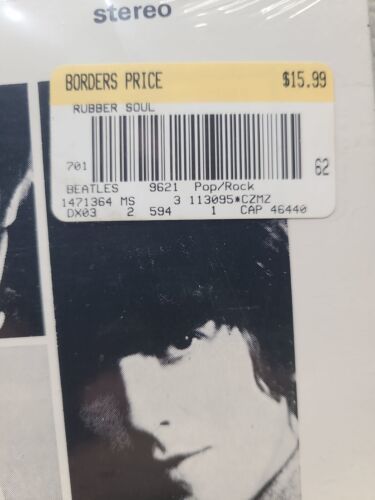 stereo
BORDERS PRICE $15.99
RUBBER SOUL
701 62
BEATLES 9621 Pop/Rock
1471364 MS 3 113095*CZMZ
DX03 2 594 1 CAP 46440